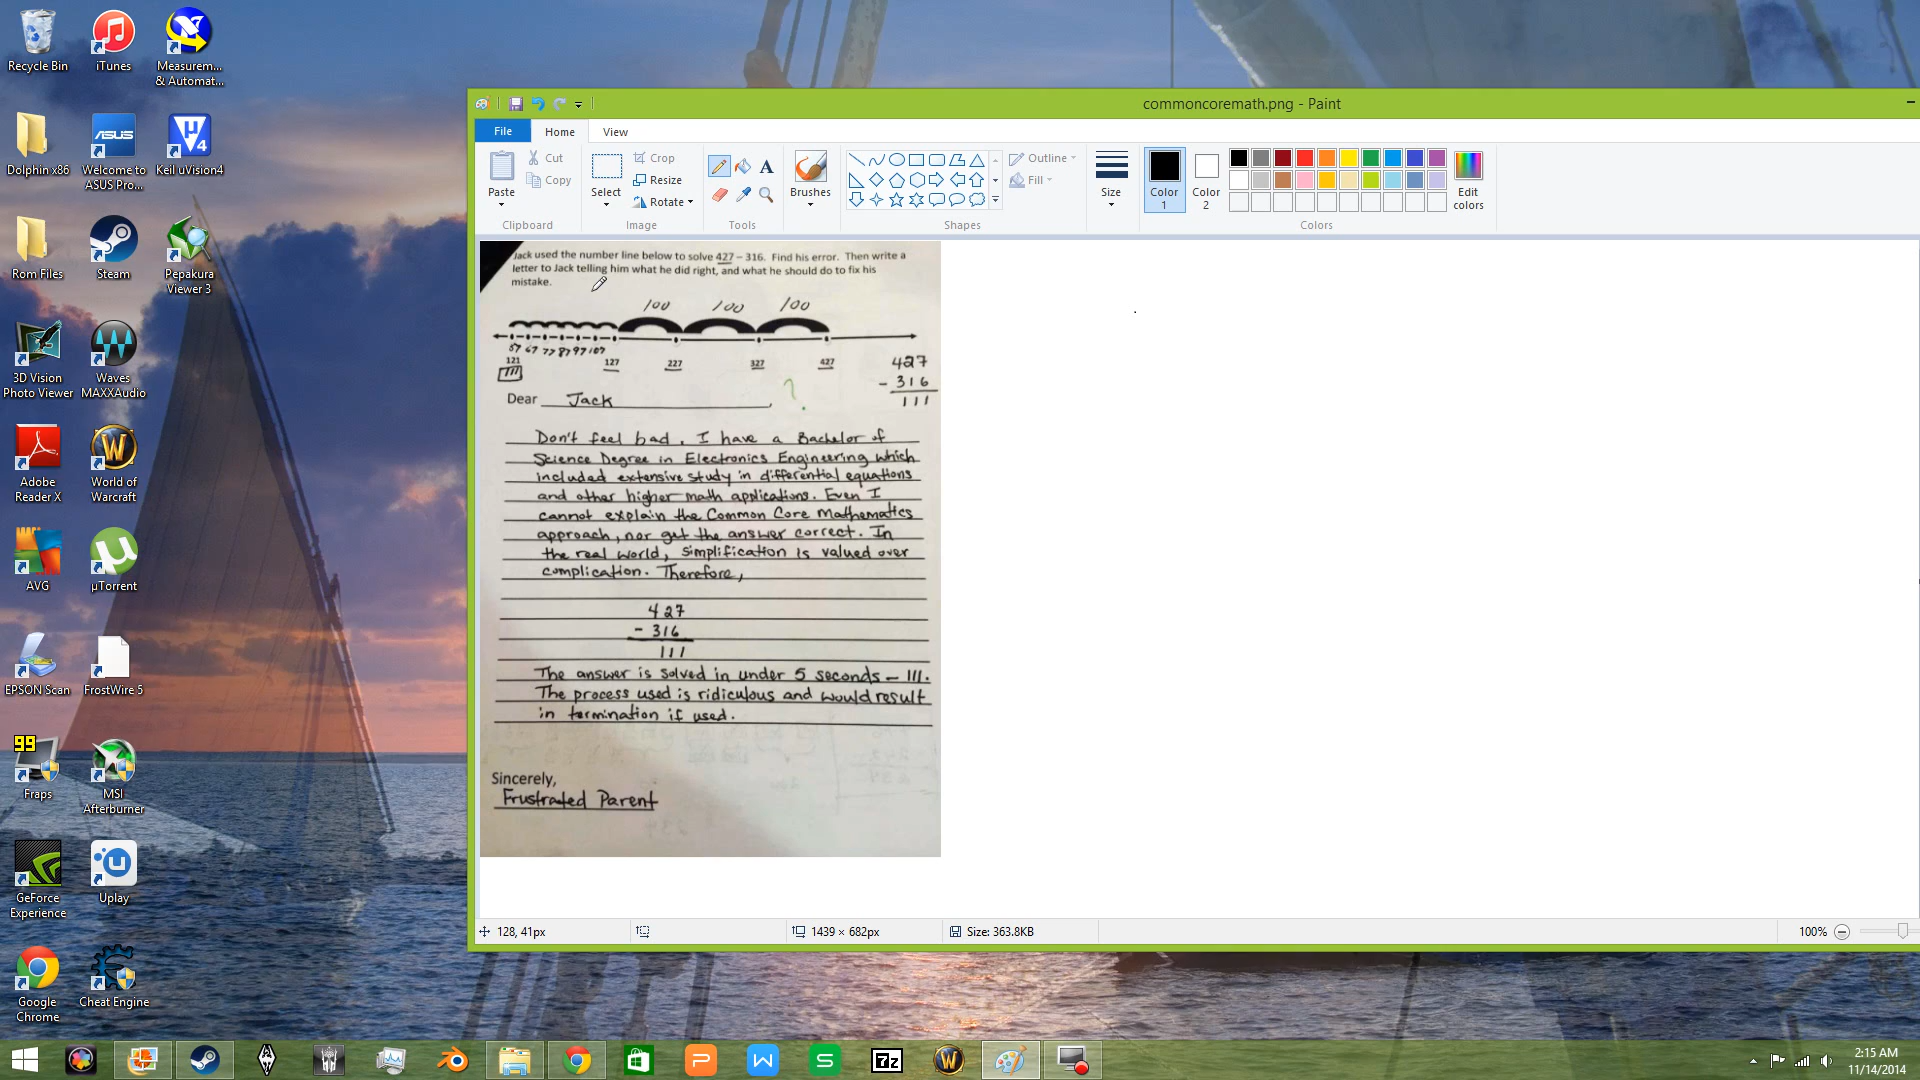 Recycle Bin
iTunes
Measurem...
& Automat...
Dolphin x86
Welcome to
ASUS Pro...
Keil uVision4
Rom Files
Steam
Pepakura
Viewer 3
3D Vision
Photo Viewer
Waves
MAXXAudio
Adobe
Reader X
World of
Warcraft
AVG
µTorrent
EPSON Scan
FrostWire 5
99
Fraps
MSI
Afterburner
GeForce
Experience
Uplay
Google
Chrome
Cheat Engine
commoncoremath.png - Paint
File
Home
View
Paste
Cut
Copy
Clipboard
Select
Crop
Resize
Rotate
Image
Tools
Brushes
Shapes
Outline
Fill
Size
Color
1
Color
2
Edit
colors
Colors
Jack used the number line below to solve 427 – 316. Find his error. Then write a
letter to Jack telling him what he did right, and what he should do to fix his
mistake.
100 100 100
57 67 77 87 97 107
121 127 227 327 427
111
427
- 316
111
?
Dear Jack,
Don't feel bad. I have a Bachelor of
Science Degree in Electronics Engineering which
included extensive study in differential equations
and other higher math applications. Even I
cannot explain the Common Core Mathematics
approach, nor get the answer correct. In
the real world, simplification is valued over
complication. Therefore,
427
- 316
111
The answer is solved in under 5 seconds — 111.
The process used is ridiculous and would result
in termination if used.
Sincerely,
Frustrated Parent
128, 41px
1439 × 682px
Size: 363.8KB
100%
2:15 AM
11/14/2014